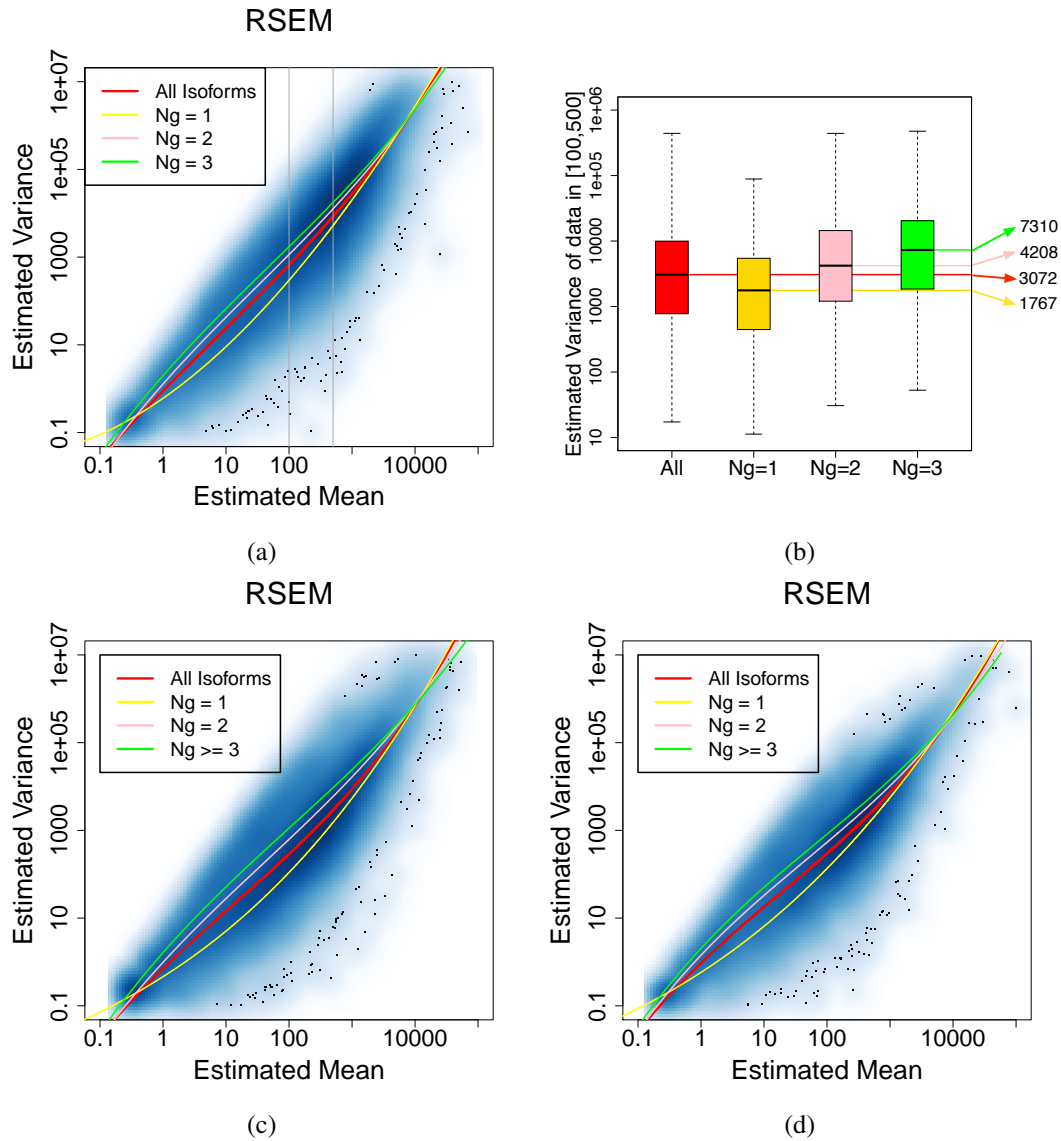 RSEM
Estimated Variance
1e+07
1e+05
1000
10
0.1
All Isoforms
Ng = 1
Ng = 2
Ng = 3
0.1 1 10 100 10000
Estimated Mean
(a)
Estimated Variance of data in [100,500]
1e+06
1e+05
10000
1000
100
10
7310
4208
3072
1767
All Ng=1 Ng=2 Ng=3
(b)
RSEM
Estimated Variance
1e+07
1e+05
1000
10
0.1
All Isoforms
Ng = 1
Ng = 2
Ng >= 3
0.1 1 10 100 10000
Estimated Mean
(c)
RSEM
Estimated Variance
1e+07
1e+05
1000
10
0.1
All Isoforms
Ng = 1
Ng = 2
Ng >= 3
0.1 1 10 100 10000
Estimated Mean
(d)